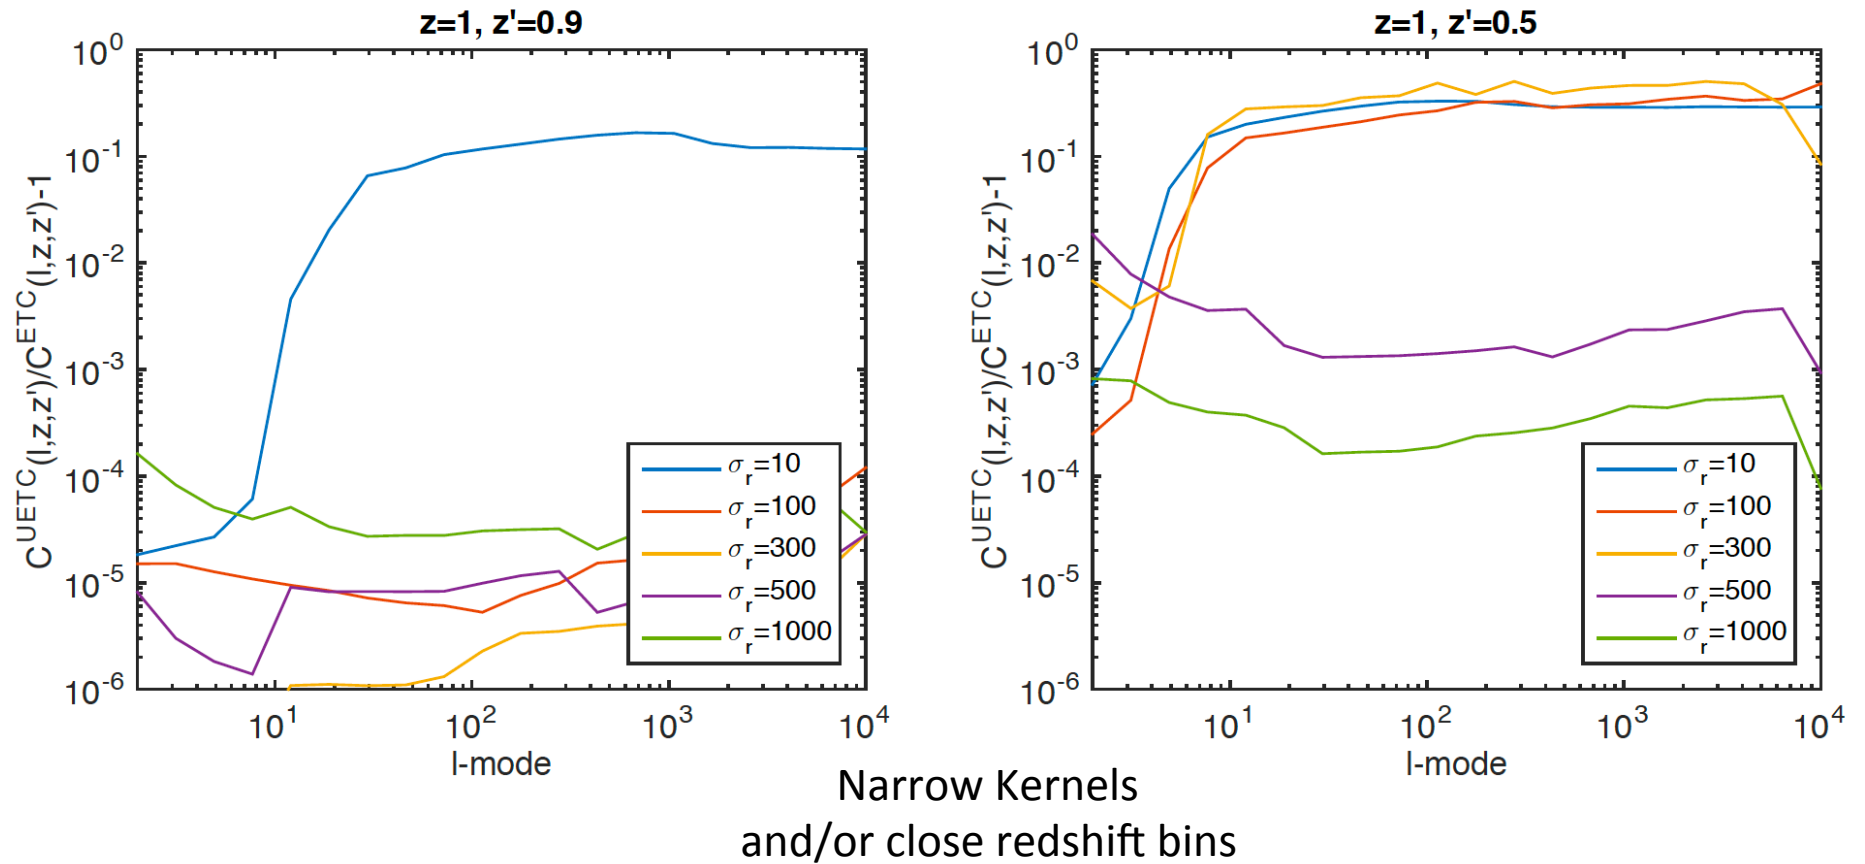 z=1, z'=0.9
10^0
10^-1
10^-2
10^-3
10^-4
10^-5
10^-6
C^UETC(l,z,z')/C^ETC(l,z,z')-1
σ_r=10
σ_r=100
σ_r=300
σ_r=500
σ_r=1000
10^1
10^2
10^3
10^4
l-mode
z=1, z'=0.5
10^0
10^-1
10^-2
10^-3
10^-4
10^-5
10^-6
C^UETC(l,z,z')/C^ETC(l,z,z')-1
σ_r=10
σ_r=100
σ_r=300
σ_r=500
σ_r=1000
10^1
10^2
10^3
10^4
l-mode
Narrow Kernels
and/or close redshift bins